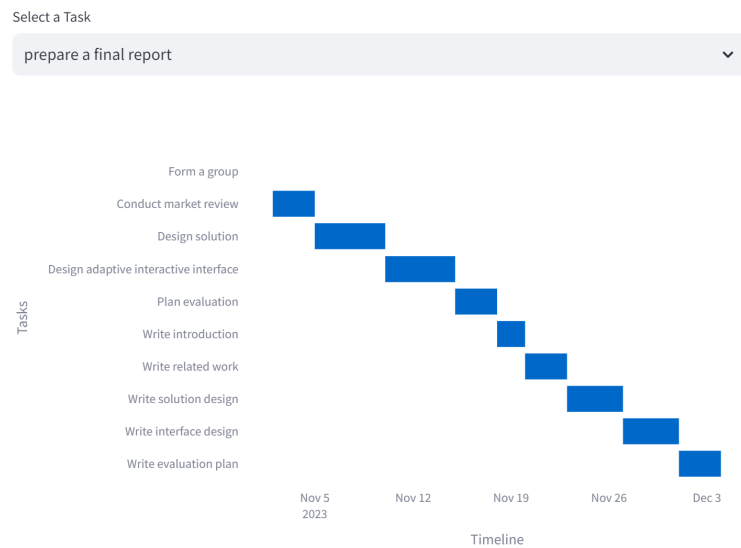 Select a Task
prepare a final report
Form a group
Conduct market review
Design solution
Design adaptive interactive interface
Plan evaluation
Write introduction
Write related work
Write solution design
Write interface design
Write evaluation plan
Tasks
Nov 5 Nov 12 Nov 19 Nov 26 Dec 3
2023
Timeline